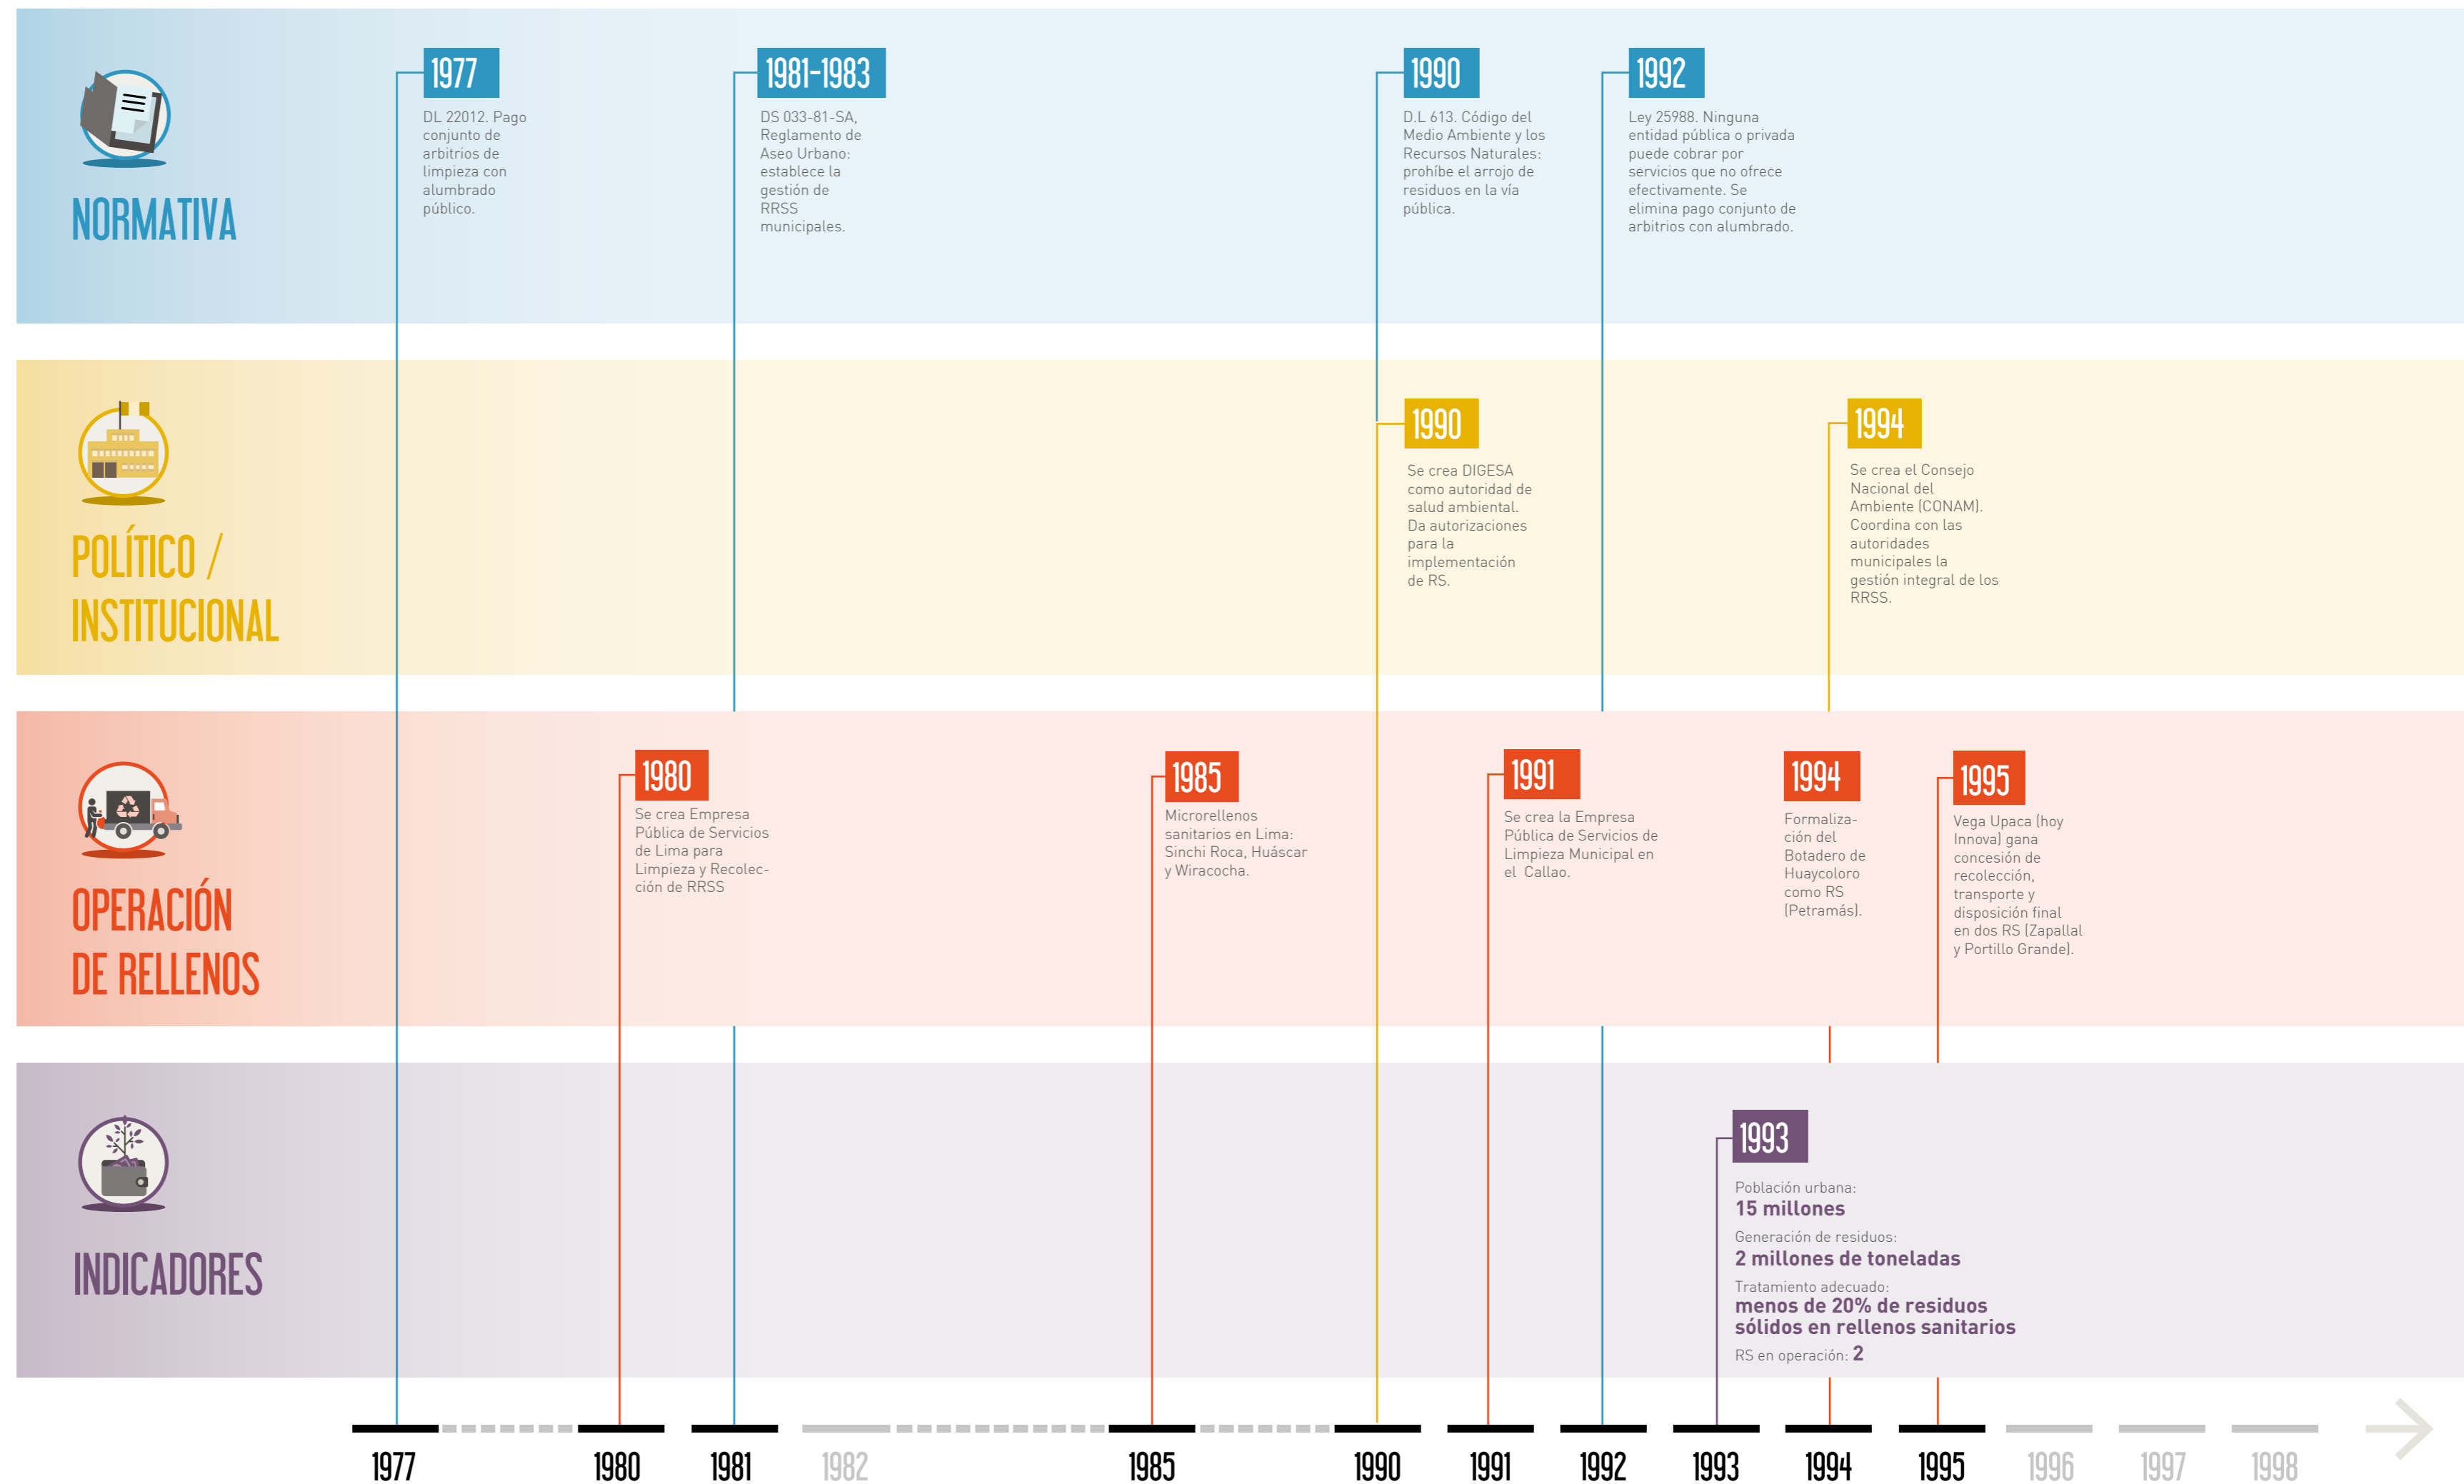 NORMATIVA
1977
DL 22012. Pago
conjunto de
arbitrios de
limpieza con
alumbrado
público.
1981-1983
DS 033-81-SA,
Reglamento de
Aseo Urbano:
establece la
gestión de
RRSS
municipales.
1990
D.L 613. Código del
Medio Ambiente y los
Recursos Naturales:
prohíbe el arrojo de
residuos en la vía
pública.
1992
Ley 25988. Ninguna
entidad pública o privada
puede cobrar por
servicios que no ofrece
efectivamente. Se
elimina pago conjunto de
arbitrios con alumbrado.
POLÍTICO /
INSTITUCIONAL
1990
Se crea DIGESA
como autoridad de
salud ambiental.
Da autorizaciones
para la
implementación
de RS.
1994
Se crea el Consejo
Nacional del
Ambiente (CONAM).
Coordina con las
autoridades
municipales la
gestión integral de los
RRSS.
OPERACIÓN
DE RELLENOS
1980
Se crea Empresa
Pública de Servicios
de Lima para
Limpieza y Recolec-
ción de RRSS
1985
Microrellenos
sanitarios en Lima:
Sinchi Roca, Huáscar
y Wiracocha.
1991
Se crea la Empresa
Pública de Servicios de
Limpieza Municipal en
el Callao.
1994
Formaliza-
ción del
Botadero de
Huaycoloro
como RS
(Petramás).
1995
Vega Upaca (hoy
Innova) gana
concesión de
recolección,
transporte y
disposición final
en dos RS (Zapallal
y Portillo Grande).
INDICADORES
1993
Población urbana:
15 millones
Generación de residuos:
2 millones de toneladas
Tratamiento adecuado:
menos de 20% de residuos
sólidos en rellenos sanitarios
RS en operación: 2
1977 1980 1981 1982 1985 1990 1991 1992 1993 1994 1995 1996 1997 1998